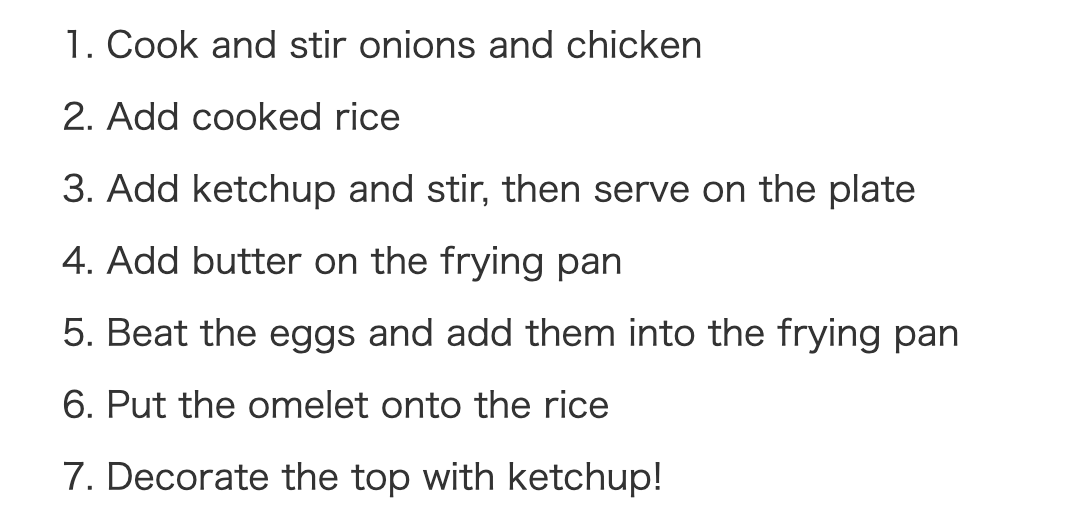 1. Cook and stir onions and chicken
2. Add cooked rice
3. Add ketchup and stir, then serve on the plate
4. Add butter on the frying pan
5. Beat the eggs and add them into the frying pan
6. Put the omelet onto the rice
7. Decorate the top with ketchup!